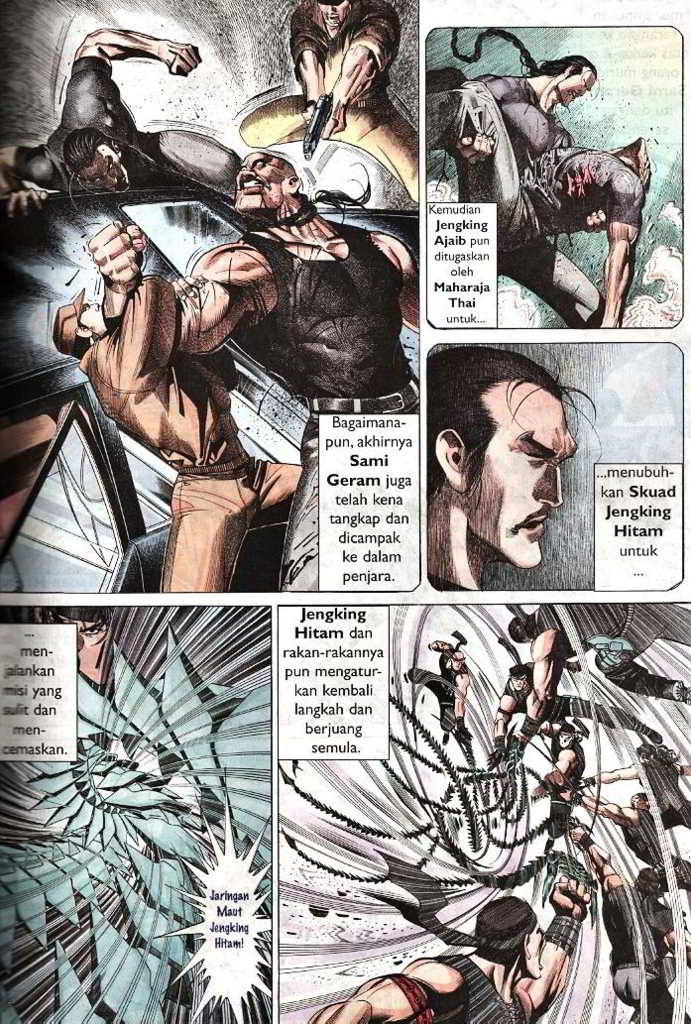 Bagaimana-
pun, akhirnya
Sami
Geram juga
telah kena
tangkap dan
dicampak
ke dalam
penjara.
Kemudian
Jengking
Ajaib pun
ditugaskan
oleh
Maharaja
Thai
untuk...
...menubuh-
kan Skuad
Jengking
Hitam
untuk
...
...
men-
jalankan
misi yang
sulit dan
men-
cemaskan.
Jaringan
Maut
Jengking
Hitam!
Jengking
Hitam dan
rakan-rakannya
pun mengatur-
kan kembali
langkah dan
berjuang
semula.